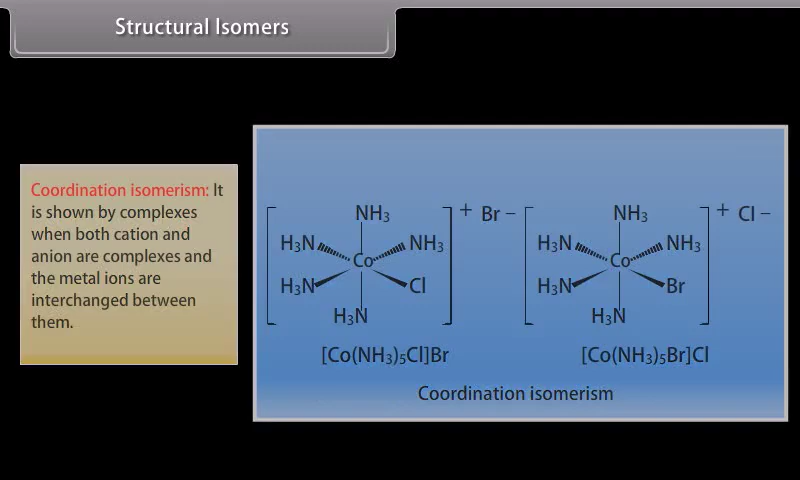 Structural Isomers
Coordination isomerism: It
is shown by complexes
when both cation and
anion are complexes and
the metal ions are
interchanged between
them.
NH₃
H₃N NH₃
Co
H₃N Cl
H₃N
+ Br –
[Co(NH₃)₅Cl]Br
NH₃
H₃N NH₃
Co
H₃N Br
H₃N
+ Cl –
[Co(NH₃)₅Br]Cl
Coordination isomerism